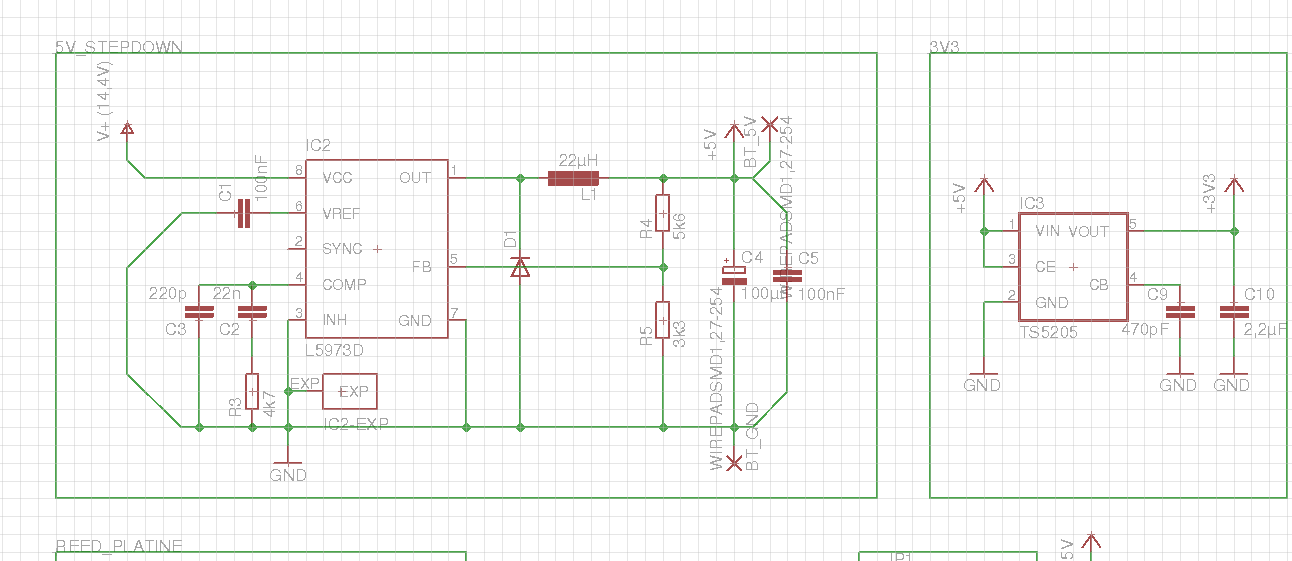 5V_STEPDOWN
V+ (14,4V)
IC2
8 VCC
OUT 1
C1
100nF
6 VREF
2 SYNC
4 COMP
FB 5
3 INH
GND 7
L5973D
220p
C3
22n
C2
R3
4k7
EXP
EXP
IC2-EXP
GND
D1
22µH
L1
R4
5k6
R5
3k3
+5V
BT_5V
WIREPADSMD1,27-254
C4
C5
100nF
WIREPADSMD1,27-254
BT_GND
3V3
+5V
IC3
1 VIN
VOUT 5
3 CE
CB 4
2 GND
TS5205
GND
C9
470pF
GND
+3V3
C10
2,2µF
GND
REED_PLATINE
JP1
5V